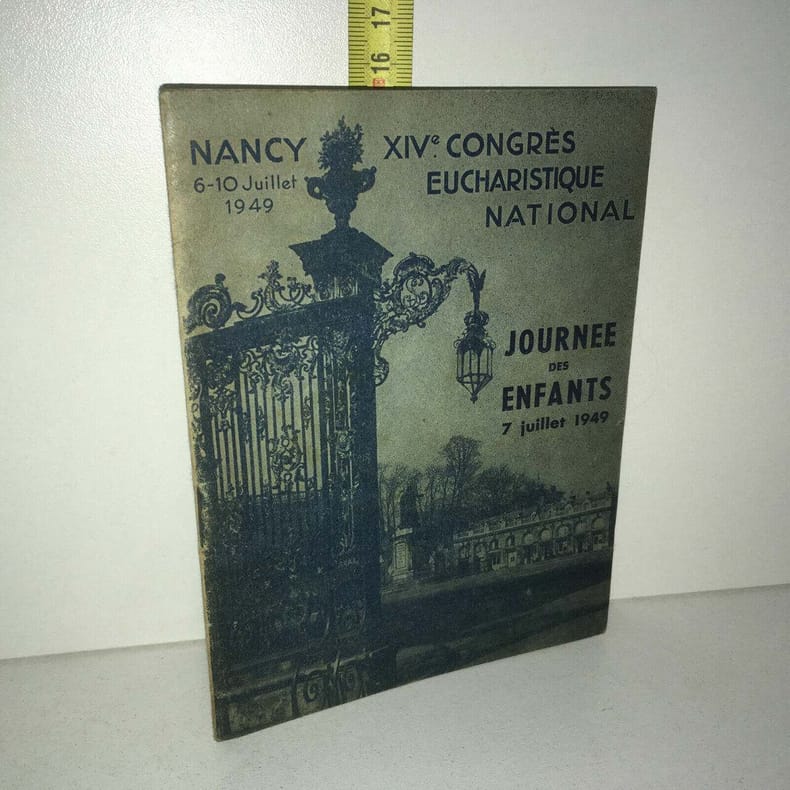 17
16
NANCY
6-10 Juillet
1949
XIVe CONGRÈS
EUCHARISTIQUE
NATIONAL
JOURNEE
DES
ENFANTS
7 juillet 1949